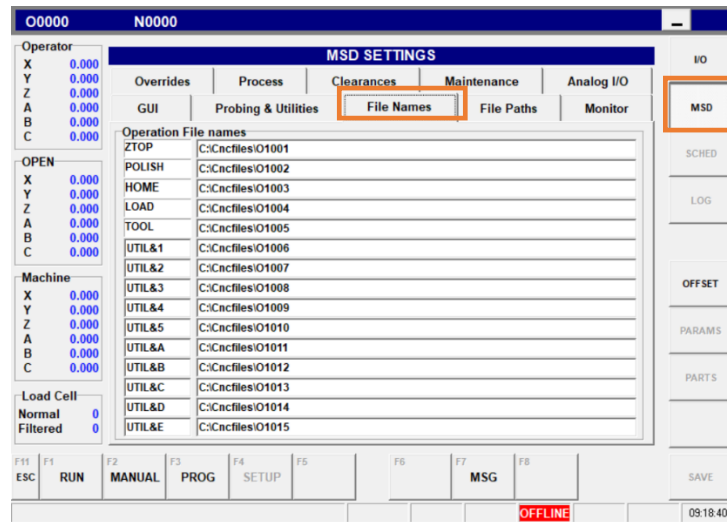 O0000 N0000
Operator
X 0.000
Y 0.000
Z 0.000
A 0.000
B 0.000
C 0.000
OPEN
X 0.000
Y 0.000
Z 0.000
A 0.000
B 0.000
C 0.000
Machine
X 0.000
Y 0.000
Z 0.000
A 0.000
B 0.000
C 0.000
Load Cell
Normal 0
Filtered 0
MSD SETTINGS
Overrides Process Clearances Maintenance Analog I/O
GUI Probing & Utilities File Names File Paths Monitor
Operation File names
ZTOP C:\Cncfiles\O1001
POLISH C:\Cncfiles\O1002
HOME C:\Cncfiles\O1003
LOAD C:\Cncfiles\O1004
TOOL C:\Cncfiles\O1005
UTIL&1 C:\Cncfiles\O1006
UTIL&2 C:\Cncfiles\O1007
UTIL&3 C:\Cncfiles\O1008
UTIL&4 C:\Cncfiles\O1009
UTIL&5 C:\Cncfiles\O1010
UTIL&A C:\Cncfiles\O1011
UTIL&B C:\Cncfiles\O1012
UTIL&C C:\Cncfiles\O1013
UTIL&D C:\Cncfiles\O1014
UTIL&E C:\Cncfiles\O1015
I/O
MSD
SCHED
LOG
OFFSET
PARAMS
PARTS
SAVE
F11 F1 F2 F3 F4 F5 F6 F7 F8
ESC RUN MANUAL PROG SETUP MSG
OFFLINE 09:18:40